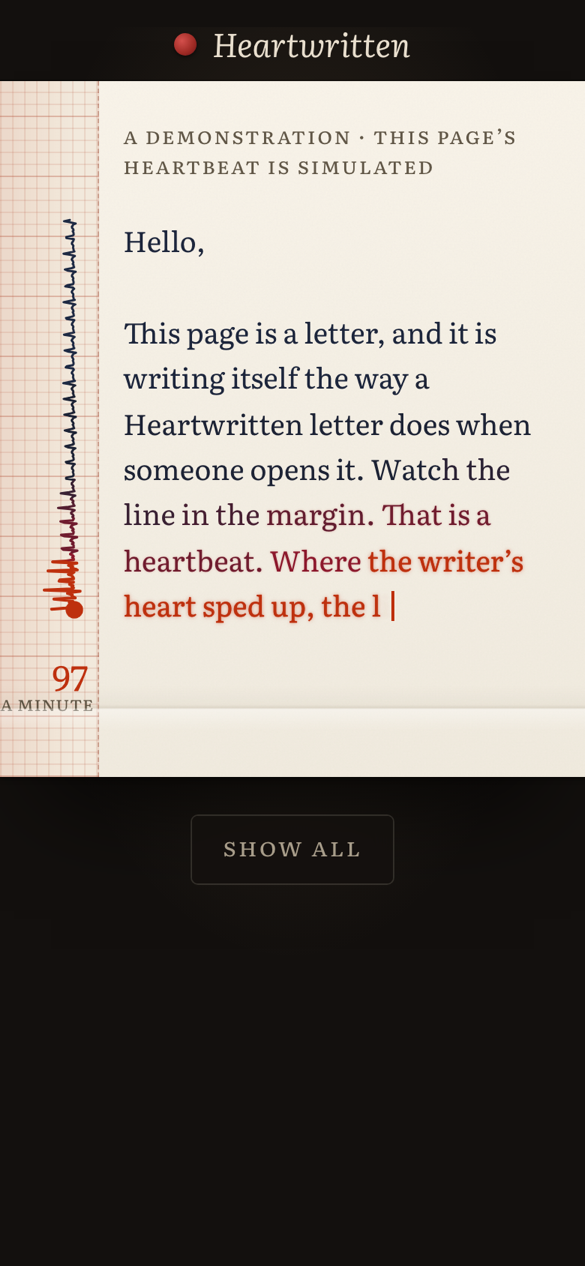 Heartwritten
A DEMONSTRATION · THIS PAGE’S
HEARTBEAT IS SIMULATED
Hello,
This page is a letter, and it is
writing itself the way a
Heartwritten letter does when
someone opens it. Watch the
line in the margin. That is a
heartbeat. Where the writer’s
heart sped up, the l
97
A MINUTE
SHOW ALL